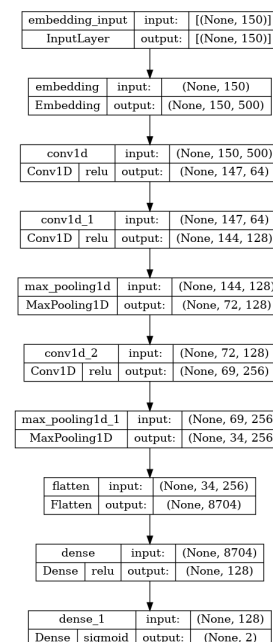 embedding_input input: [(None, 150)]
InputLayer output: [(None, 150)]
embedding input: (None, 150)
Embedding output: (None, 150, 500)
conv1d input: (None, 150, 500)
Conv1D relu output: (None, 147, 64)
conv1d_1 input: (None, 147, 64)
Conv1D relu output: (None, 144, 128)
max_pooling1d input: (None, 144, 128)
MaxPooling1D output: (None, 72, 128)
conv1d_2 input: (None, 72, 128)
Conv1D relu output: (None, 69, 256)
max_pooling1d_1 input: (None, 69, 256
MaxPooling1D output: (None, 34, 256
flatten input: (None, 34, 256)
Flatten output: (None, 8704)
dense input: (None, 8704)
Dense relu output: (None, 128)
dense_1 input: (None, 128)
Dense sigmoid output: (None, 2)